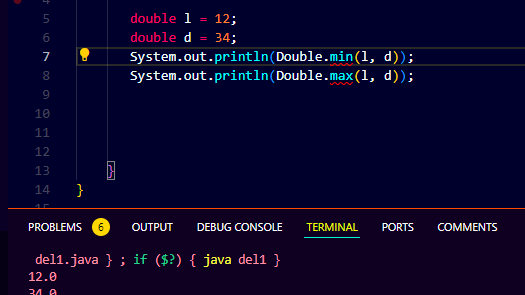 double l = 12;
6 double d = 34;
7 System.out.println(Double.min(l, d));
8 System.out.println(Double.max(l, d));
9
10
11
12
13 }
14 }
15
PROBLEMS 6 OUTPUT DEBUG CONSOLE TERMINAL PORTS COMMENTS
del1.java } ; if ($?) { java del1 }
12.0
34.0